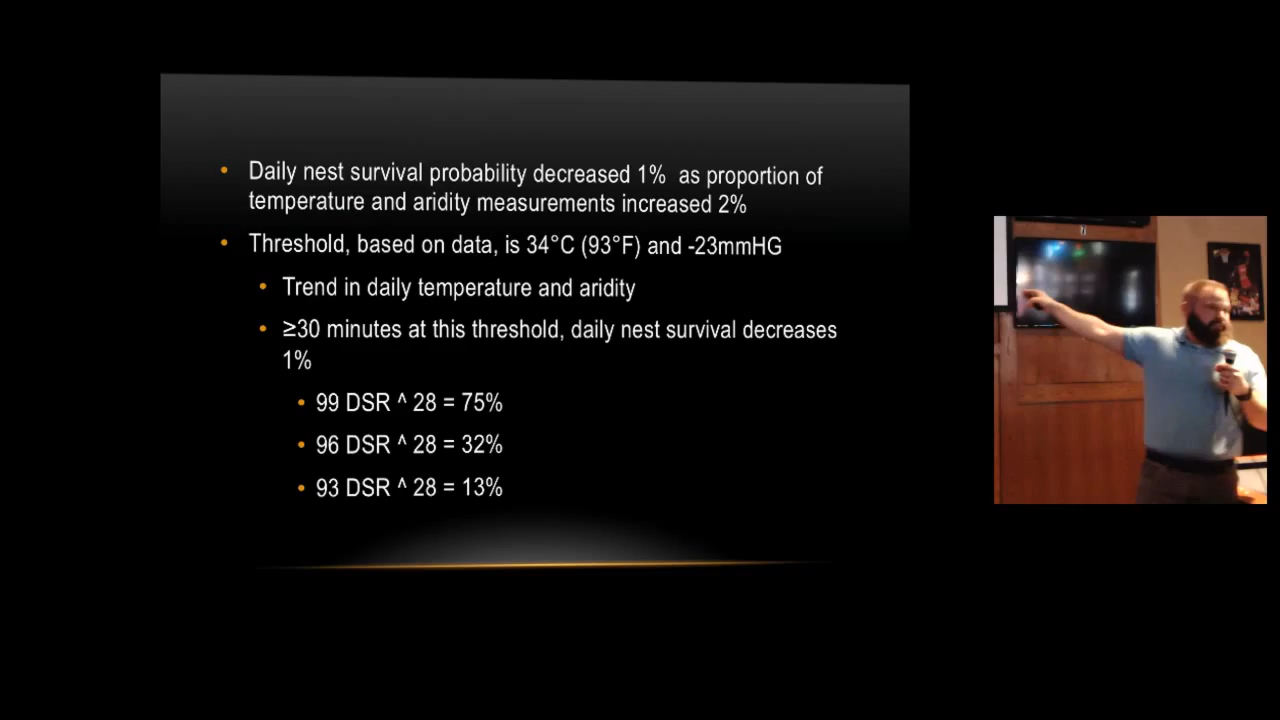 • Daily nest survival probability decreased 1% as proportion of
temperature and aridity measurements increased 2%
• Threshold, based on data, is 34°C (93°F) and -23mmHG
• Trend in daily temperature and aridity
• ≥30 minutes at this threshold, daily nest survival decreases
1%
• 99 DSR ^ 28 = 75%
• 96 DSR ^ 28 = 32%
• 93 DSR ^ 28 = 13%